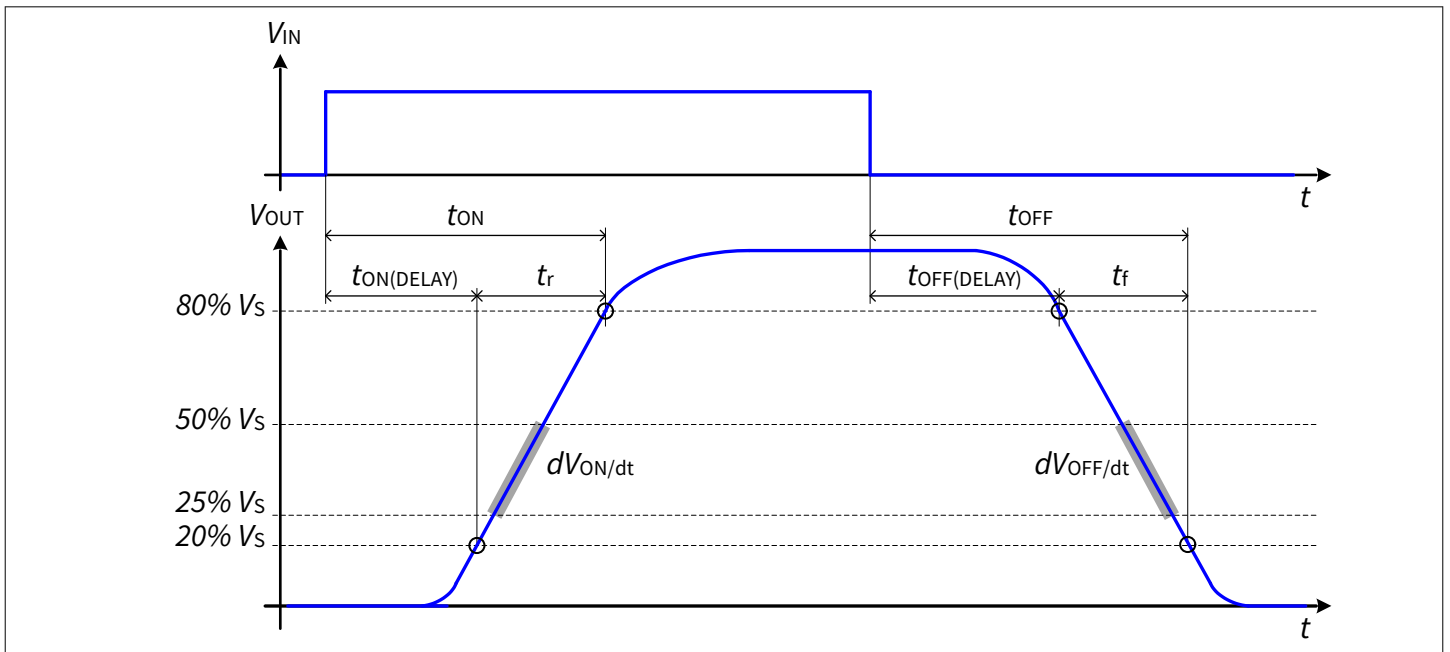 VIN
t
VOUT
tON
tOFF
tON(DELAY)
tr
tOFF(DELAY)
tf
80% VS
50% VS
dVON/dt
dVOFF/dt
25% VS
20% VS
t